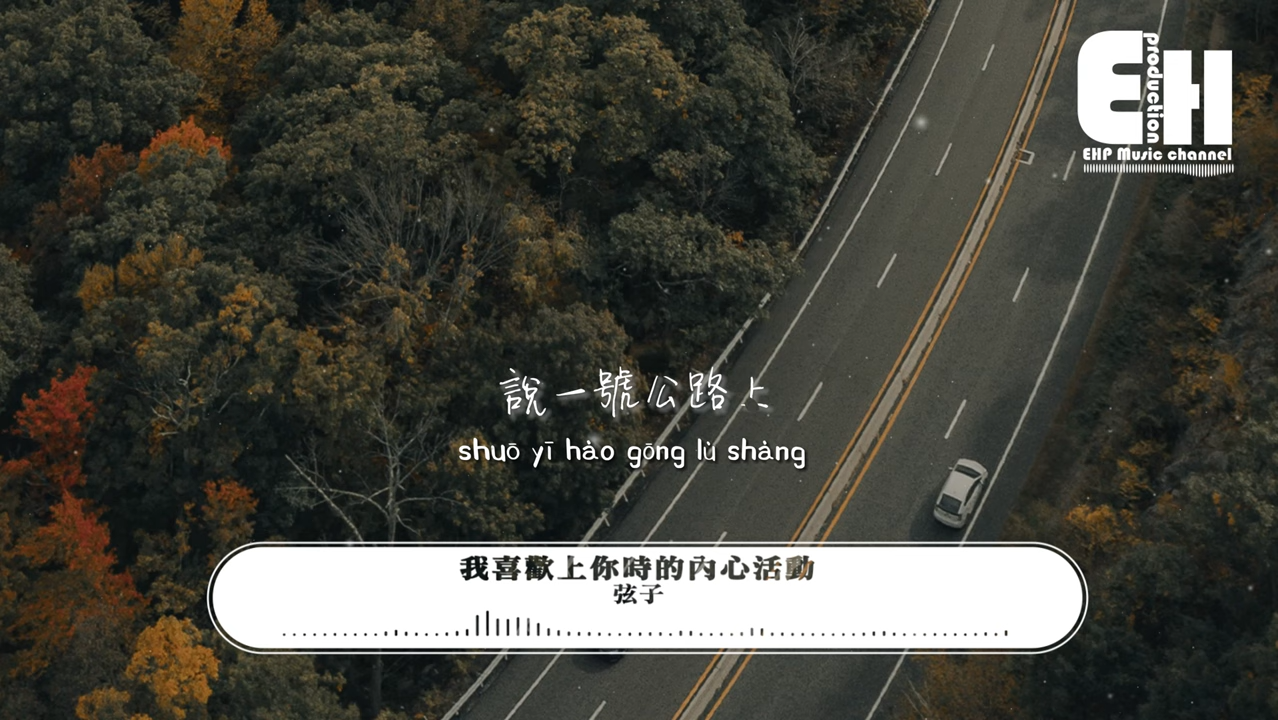 EH
production
EHP Music channel
說一號公路上
shuō yī hào gōng lù shàng
我喜歡上你時的內心活動
弦子